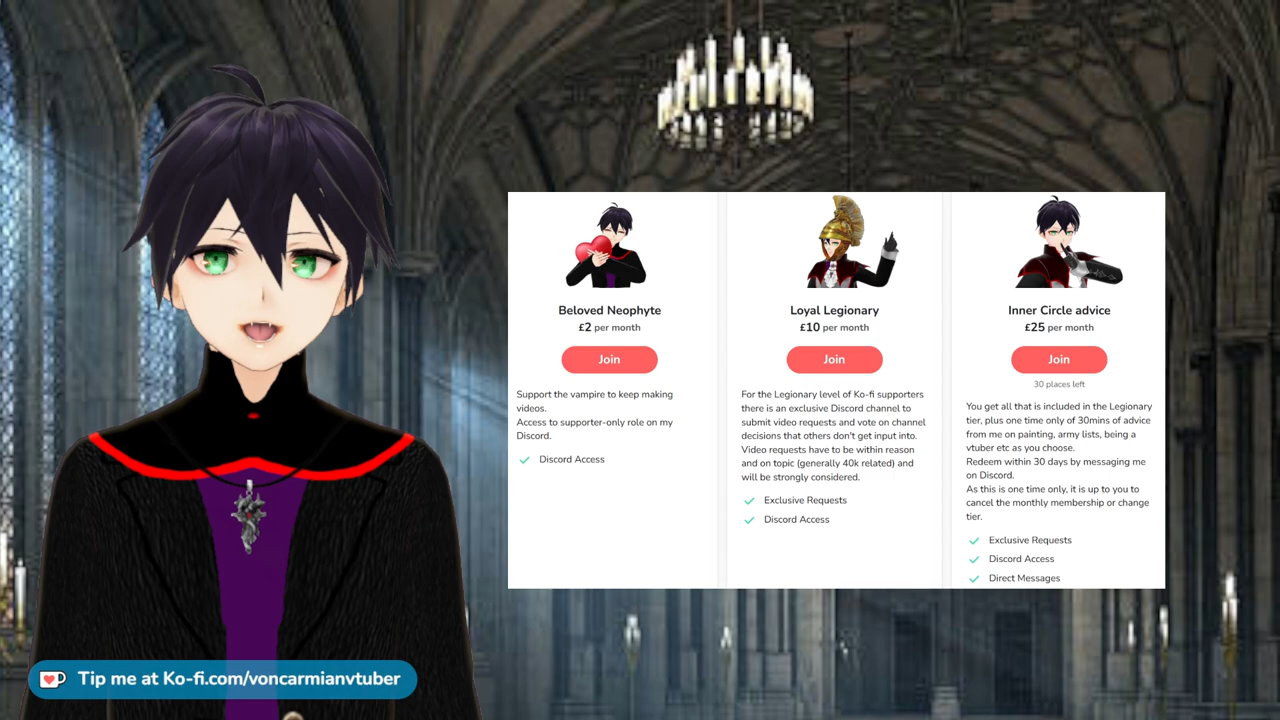 Beloved Neophyte
£2 per month
Join
Support the vampire to keep making
videos.
Access to supporter-only role on my
Discord.
Discord Access
Loyal Legionary
£10 per month
Join
For the Legionary level of Ko-fi supporters
there is an exclusive Discord channel to
submit video requests and vote on channel
decisions that others don't get input into.
Video requests have to be within reason
and on topic (generally 40k related) and
will be strongly considered.
Exclusive Requests
Discord Access
Inner Circle advice
£25 per month
Join
30 places left
You get all that is included in the Legionary
tier, plus one time only of 30mins of advice
from me on painting, army lists, being a
vtuber etc as you choose.
Redeem within 30 days by messaging me
on Discord.
As this is one time only, it is up to you to
cancel the monthly membership or change
tier.
Exclusive Requests
Discord Access
Direct Messages
Tip me at Ko-fi.com/voncarmianvtuber